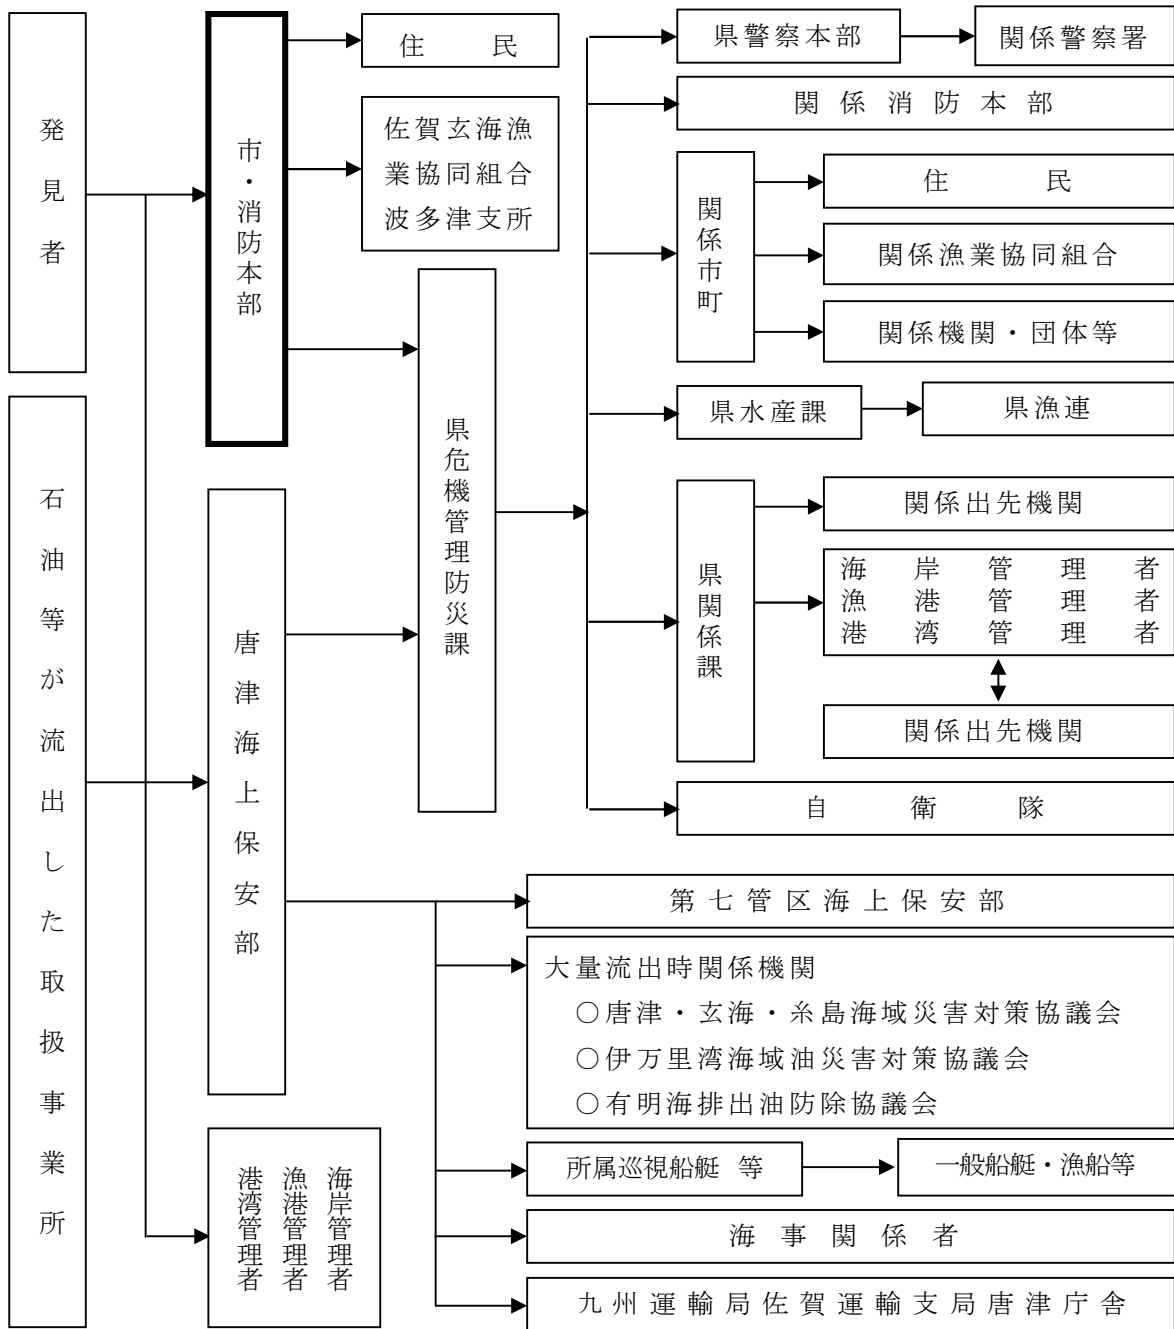 発見者
石油等が流出した取扱事業所
市・消防本部
唐津海上保安部
海岸管理者
漁港管理者
港湾管理者
住民
佐賀玄海漁
業協同組合
波多津支所
県危機管理防災課
県警察本部
関係警察署
関係消防本部
関係市町
住民
関係漁業協同組合
関係機関・団体等
県水産課
県漁連
県関係課
関係出先機関
海岸管理者
漁港管理者
港湾管理者
関係出先機関
自衛隊
第七管区海上保安部
大量流出時関係機関
○唐津・玄海・糸島海域災害対策協議会
○伊万里湾海域油災害対策協議会
○有明海排出油防除協議会
所属巡視船艇 等
一般船艇・漁船等
海事関係者
九州運輸局佐賀運輸支局唐津庁舎